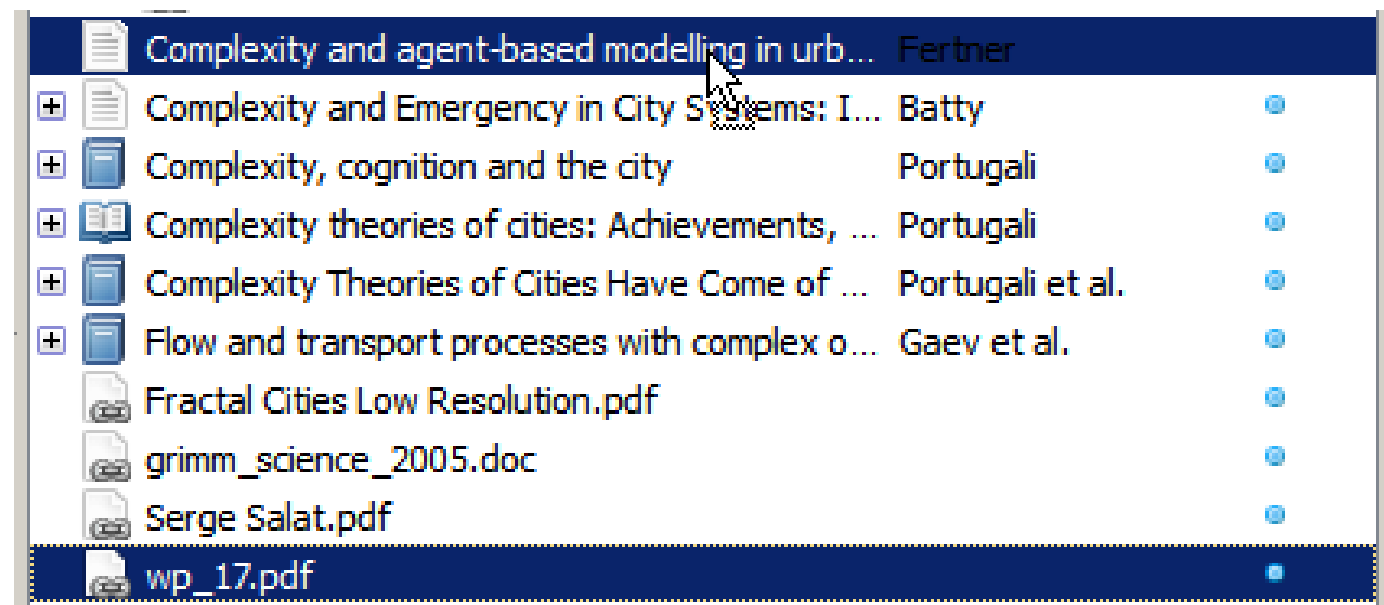 Complexity and agent-based modelling in urb... Fertner
Complexity and Emergency in City Systems: I... Batty
Complexity, cognition and the city Portugali
Complexity theories of cities: Achievements, ... Portugali
Complexity Theories of Cities Have Come of ... Portugali et al.
Flow and transport processes with complex o... Gaev et al.
Fractal Cities Low Resolution.pdf
grimm_science_2005.doc
Serge Salat.pdf
wp_17.pdf